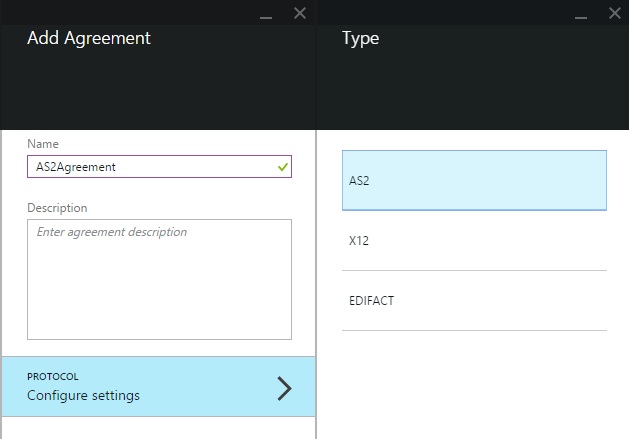 Add Agreement
Name
AS2Agreement
Description
Enter agreement description
PROTOCOL
Configure settings
Type
AS2
X12
EDIFACT